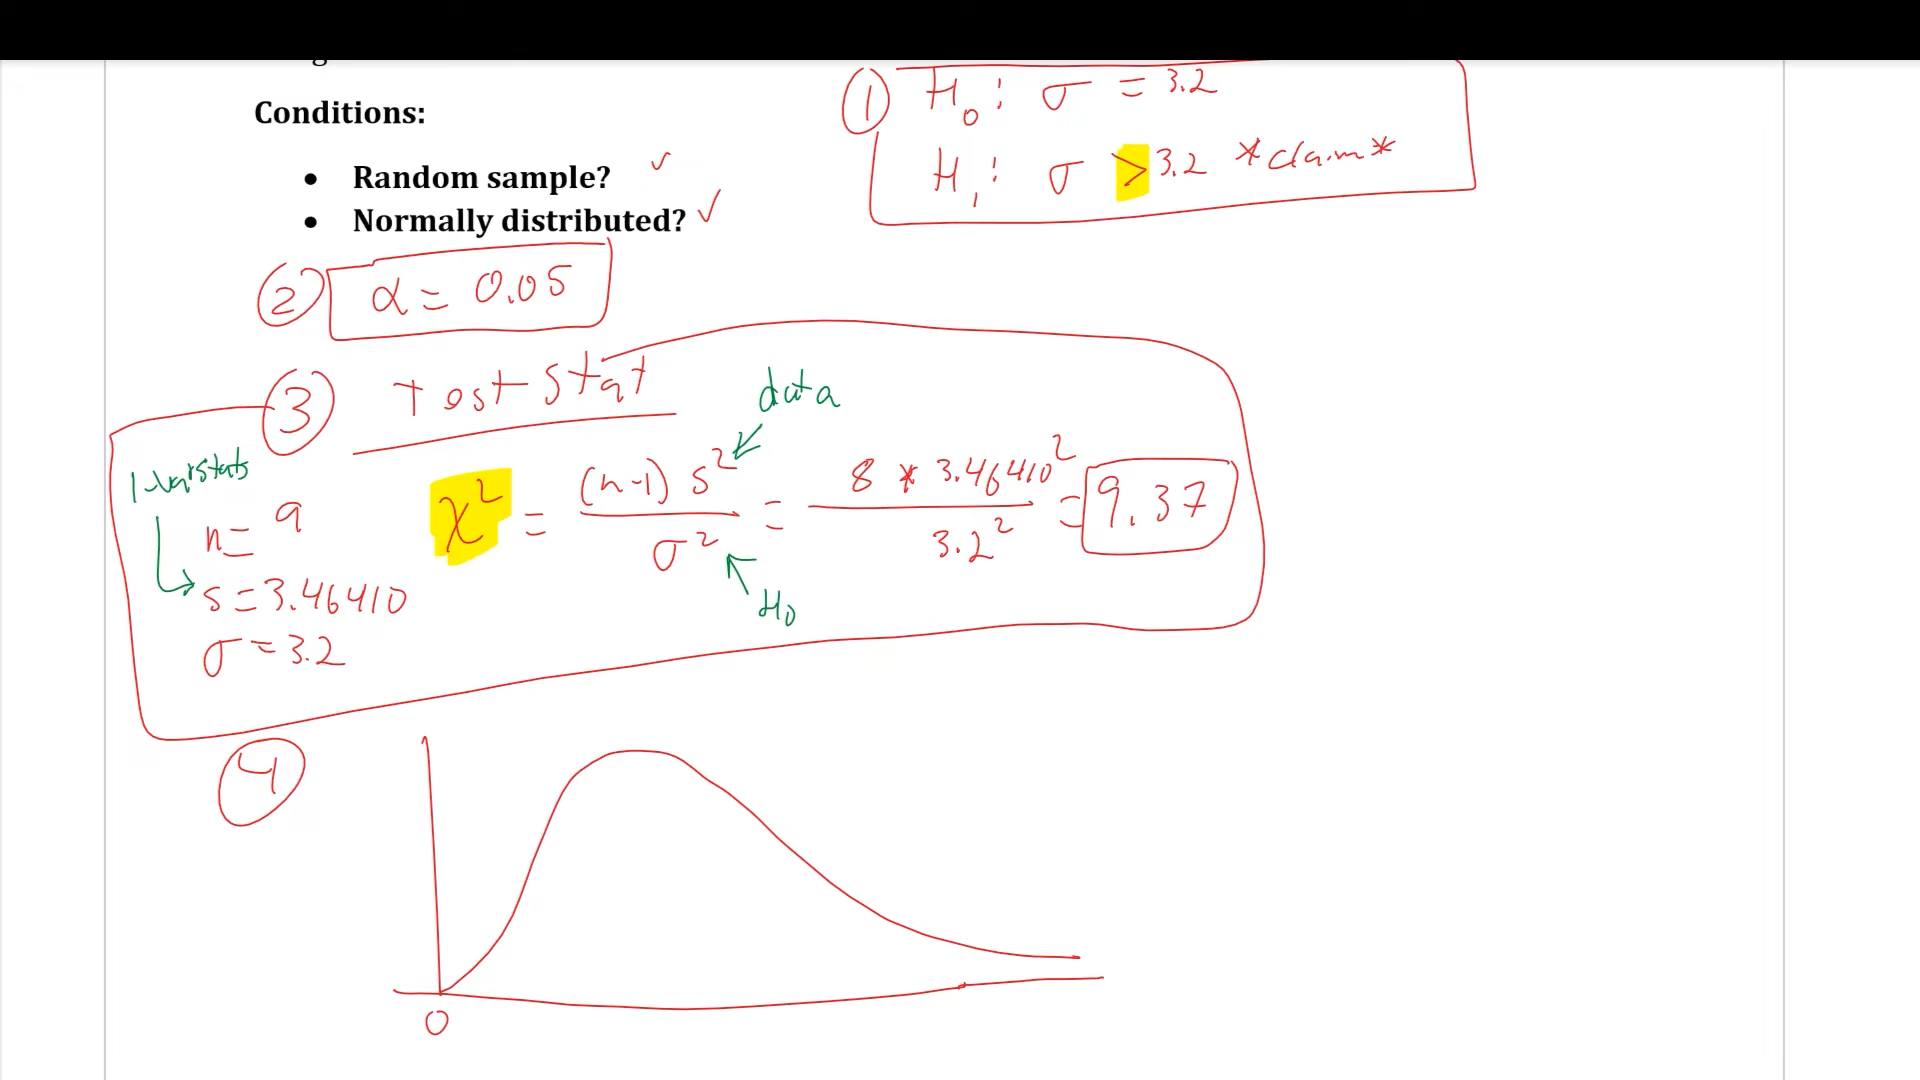 Conditions:
① H₀: σ = 3.2
H₁: σ > 3.2 *claim*
• Random sample? ✓
• Normally distributed? ✓
② α = 0.05
③ Test stat
data
1-Varstats
n = 9
χ² = (n-1) s² / σ² = 8 * 3.46410² / 3.2² = 9.37
s = 3.46410
H₀
σ = 3.2
④
0